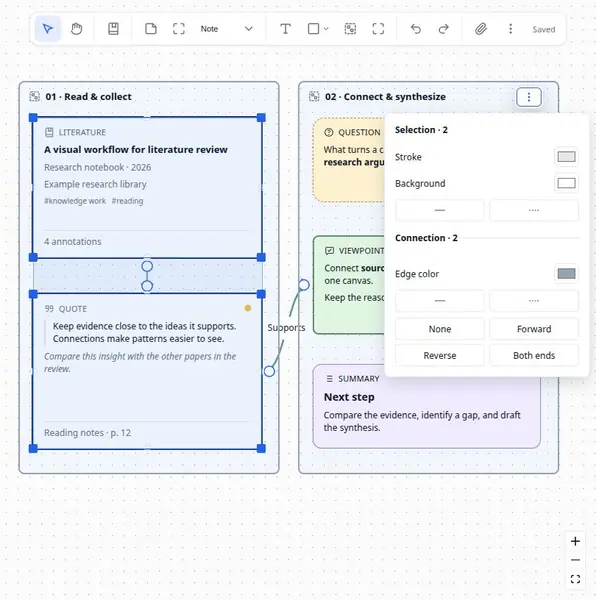 Note
Saved
01 · Read & collect
LITERATURE
A visual workflow for literature review
Research notebook · 2026
Example research library
#knowledge work #reading
4 annotations
QUOTE
Keep evidence close to the ideas it supports.
Connections make patterns easier to see.
Compare this insight with the other papers in the
review.
Reading notes · p. 12
Supports
02 · Connect & synthesize
QUESTION
What turns a c
research argu
VIEWPOINT
Connect sourc
one canvas.
Keep the reaso
SUMMARY
Next step
Compare the evidence, identify a gap, and draft
the synthesis.
Selection · 2
Stroke
Background
Connection · 2
Edge color
None Forward
Reverse Both ends